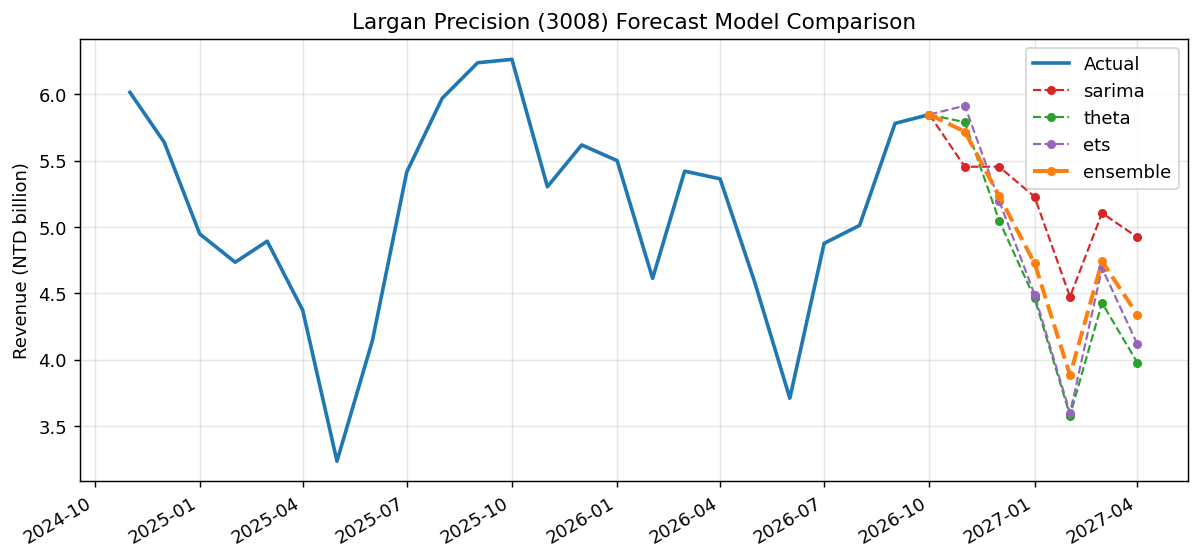 Largan Precision (3008) Forecast Model Comparison
Revenue (NTD billion)
6.0
5.5
5.0
4.5
4.0
3.5
2024-10
2025-01
2025-04
2025-07
2025-10
2026-01
2026-04
2026-07
2026-10
2027-01
2027-04
Actual
sarima
theta
ets
ensemble